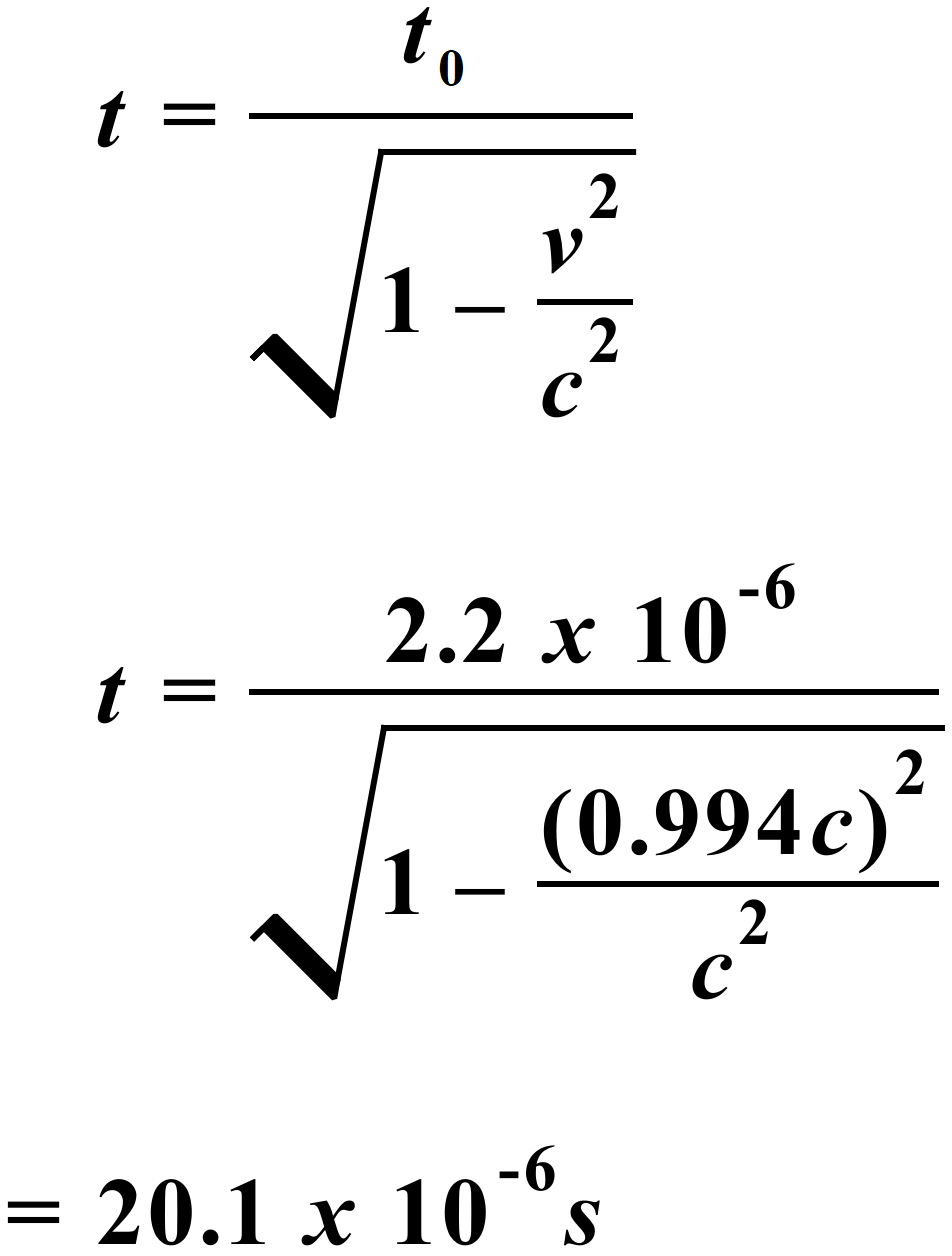 t = t₀ / √(1 – v²/c²)
t = 2.2 x 10⁻⁶ / √(1 – (0.994c)²/c²)
= 20.1 x 10⁻⁶s